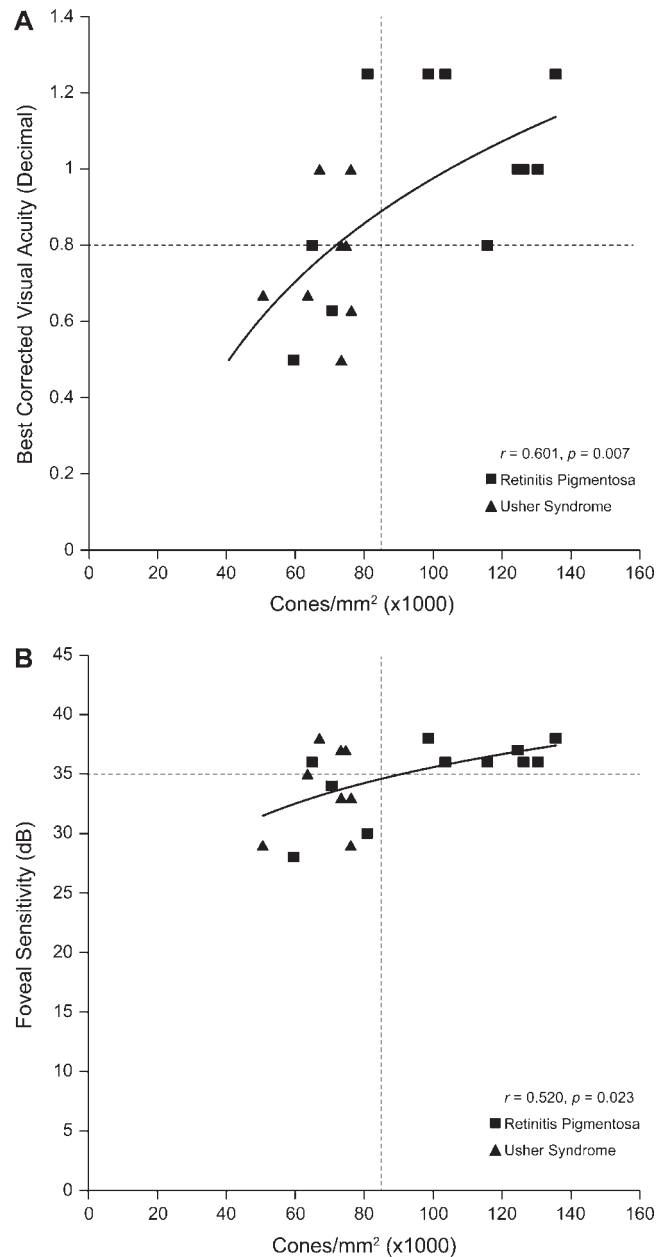 A
1.4
1.2
1
0.8
0.6
0.4
0.2
0
Best Corrected Visual Acuity (Decimal)
r = 0.601, p = 0.007
Retinitis Pigmentosa
Usher Syndrome
0 20 40 60 80 100 120 140 160
Cones/mm² (x1000)
B
45
40
35
30
25
20
15
10
5
0
Foveal Sensitivity (dB)
r = 0.520, p = 0.023
Retinitis Pigmentosa
Usher Syndrome
0 20 40 60 80 100 120 140 160
Cones/mm² (x1000)